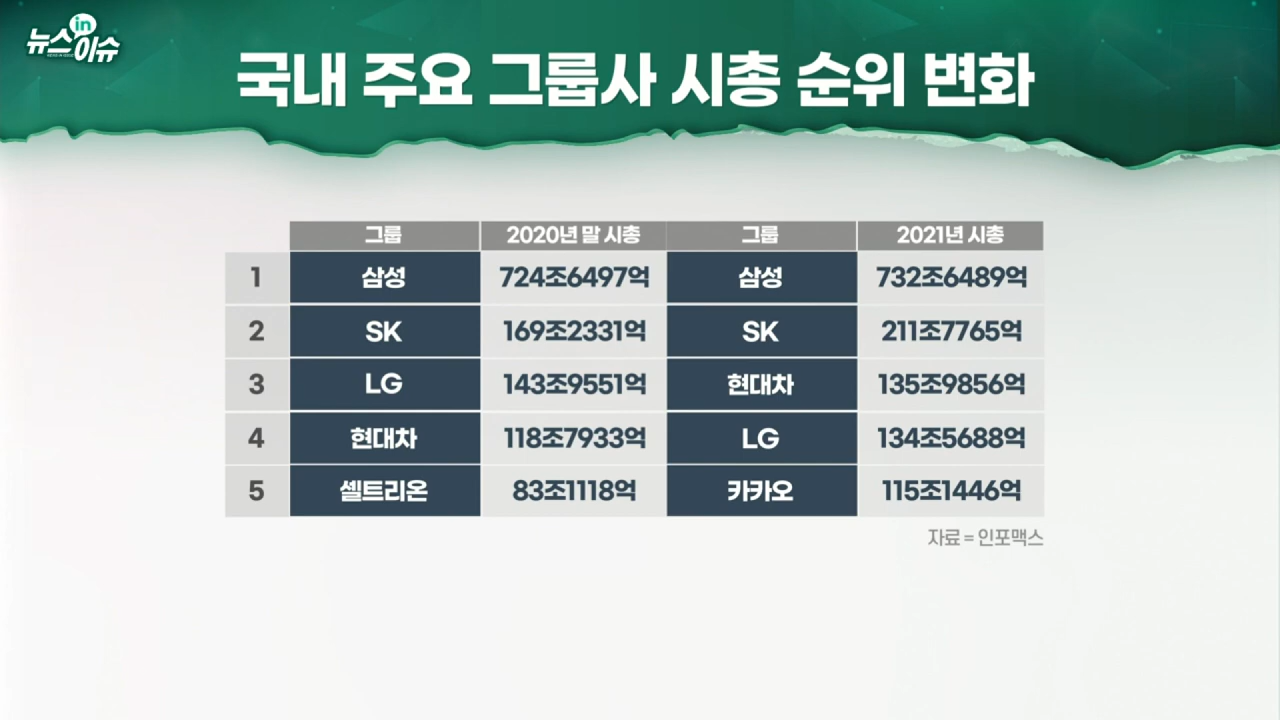 뉴스in이슈
국내 주요 그룹사 시총 순위 변화
그룹 2020년 말 시총 그룹 2021년 시총
1 삼성 724조6497억 삼성 732조6489억
2 SK 169조2331억 SK 211조7765억
3 LG 143조9551억 현대차 135조9856억
4 현대차 118조7933억 LG 134조5688억
5 셀트리온 83조1118억 카카오 115조1446억
자료 = 인포맥스